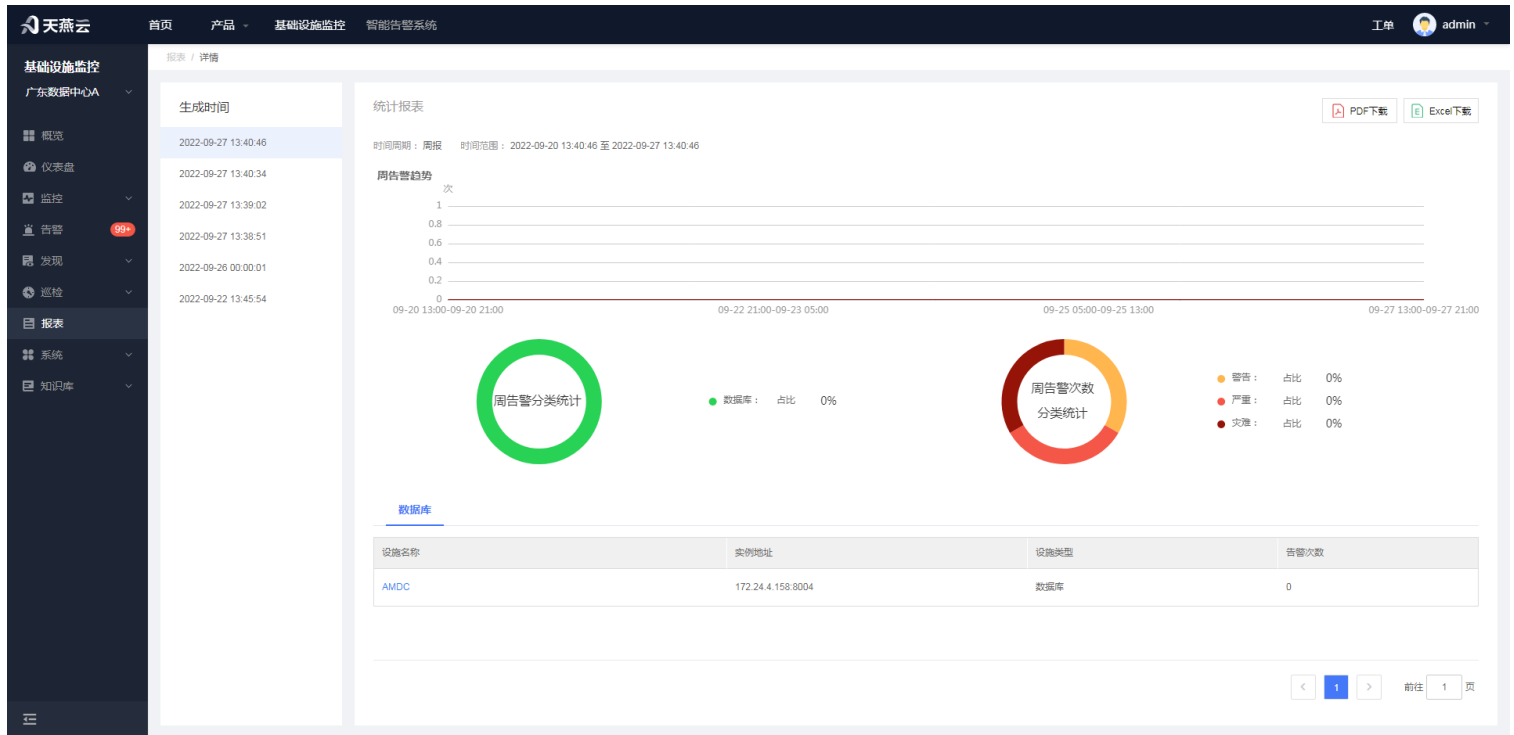 天燕云
首页 产品 基础设施监控 智能告警系统
工单 admin
基础设施监控
广东数据中心A
概览
仪表盘
监控
告警 99+
发现
巡检
报表
系统
知识库
报表 / 详情
生成时间
2022-09-27 13:40:46
2022-09-27 13:40:34
2022-09-27 13:39:02
2022-09-27 13:38:51
2022-09-26 00:00:01
2022-09-22 13:45:54
统计报表
PDF下载 Excel下载
时间周期： 周报 时间范围： 2022-09-20 13:40:46 至 2022-09-27 13:40:46
周告警趋势
次
1
0.8
0.6
0.4
0.2
0
09-20 13:00-09-20 21:00 09-22 21:00-09-23 05:00 09-25 05:00-09-25 13:00 09-27 13:00-09-27 21:00
周告警分类统计
数据库： 占比 0%
周告警次数
分类统计
警告： 占比 0%
严重： 占比 0%
灾难： 占比 0%
数据库
设施名称 实例地址 设施类型 告警次数
AMDC 172.24.4.158:8004 数据库 0
< 1 > 前往 1 页